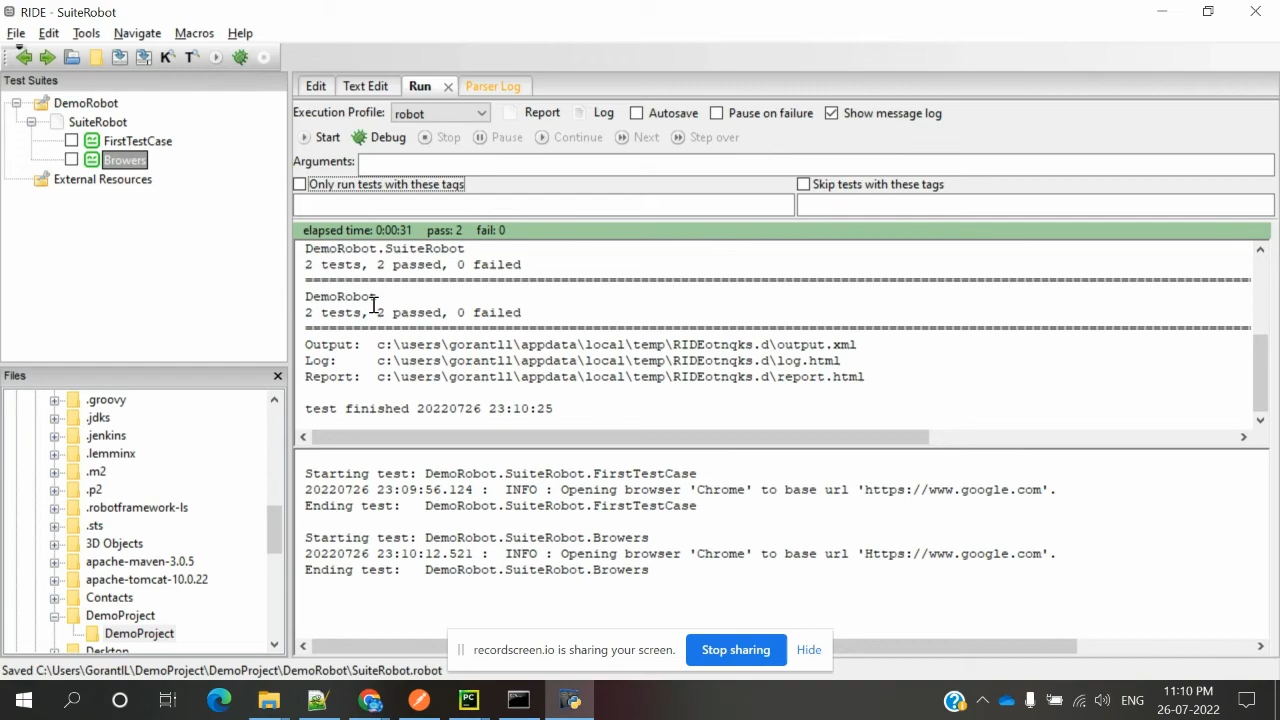 RIDE - SuiteRobot
File Edit Tools Navigate Macros Help
K T
Test Suites
DemoRobot
SuiteRobot
FirstTestCase
Browers
External Resources
Files
.groovy
.jdks
.jenkins
.lemminx
.m2
.p2
.robotframework-ls
.sts
3D Objects
apache-maven-3.0.5
apache-tomcat-10.0.22
Contacts
DemoProject
DemoProject
Desktop
Edit Text Edit Run Parser Log
Execution Profile: robot Report Log Autosave Pause on failure Show message log
Start Debug Stop Pause Continue Next Step over
Arguments:
Only run tests with these tags Skip tests with these tags
elapsed time: 0:00:31 pass: 2 fail: 0
DemoRobot.SuiteRobot
2 tests, 2 passed, 0 failed
DemoRobot
2 tests, 2 passed, 0 failed
Output: c:\users\gorantll\appdata\local\temp\RIDEotnqks.d\output.xml
Log: c:\users\gorantll\appdata\local\temp\RIDEotnqks.d\log.html
Report: c:\users\gorantll\appdata\local\temp\RIDEotnqks.d\report.html
test finished 20220726 23:10:25
Starting test: DemoRobot.SuiteRobot.FirstTestCase
20220726 23:09:56.124 : INFO : Opening browser 'Chrome' to base url 'https://www.google.com'.
Ending test: DemoRobot.SuiteRobot.FirstTestCase
Starting test: DemoRobot.SuiteRobot.Browers
20220726 23:10:12.521 : INFO : Opening browser 'Chrome' to base url 'Https://www.google.com'.
Ending test: DemoRobot.SuiteRobot.Browers
recordscreen.io is sharing your screen. Stop sharing Hide
Saved C:\Users\GorantlL\DemoProject\DemoProject\DemoRobot\SuiteRobot.robot
PC
ENG
11:10 PM
26-07-2022